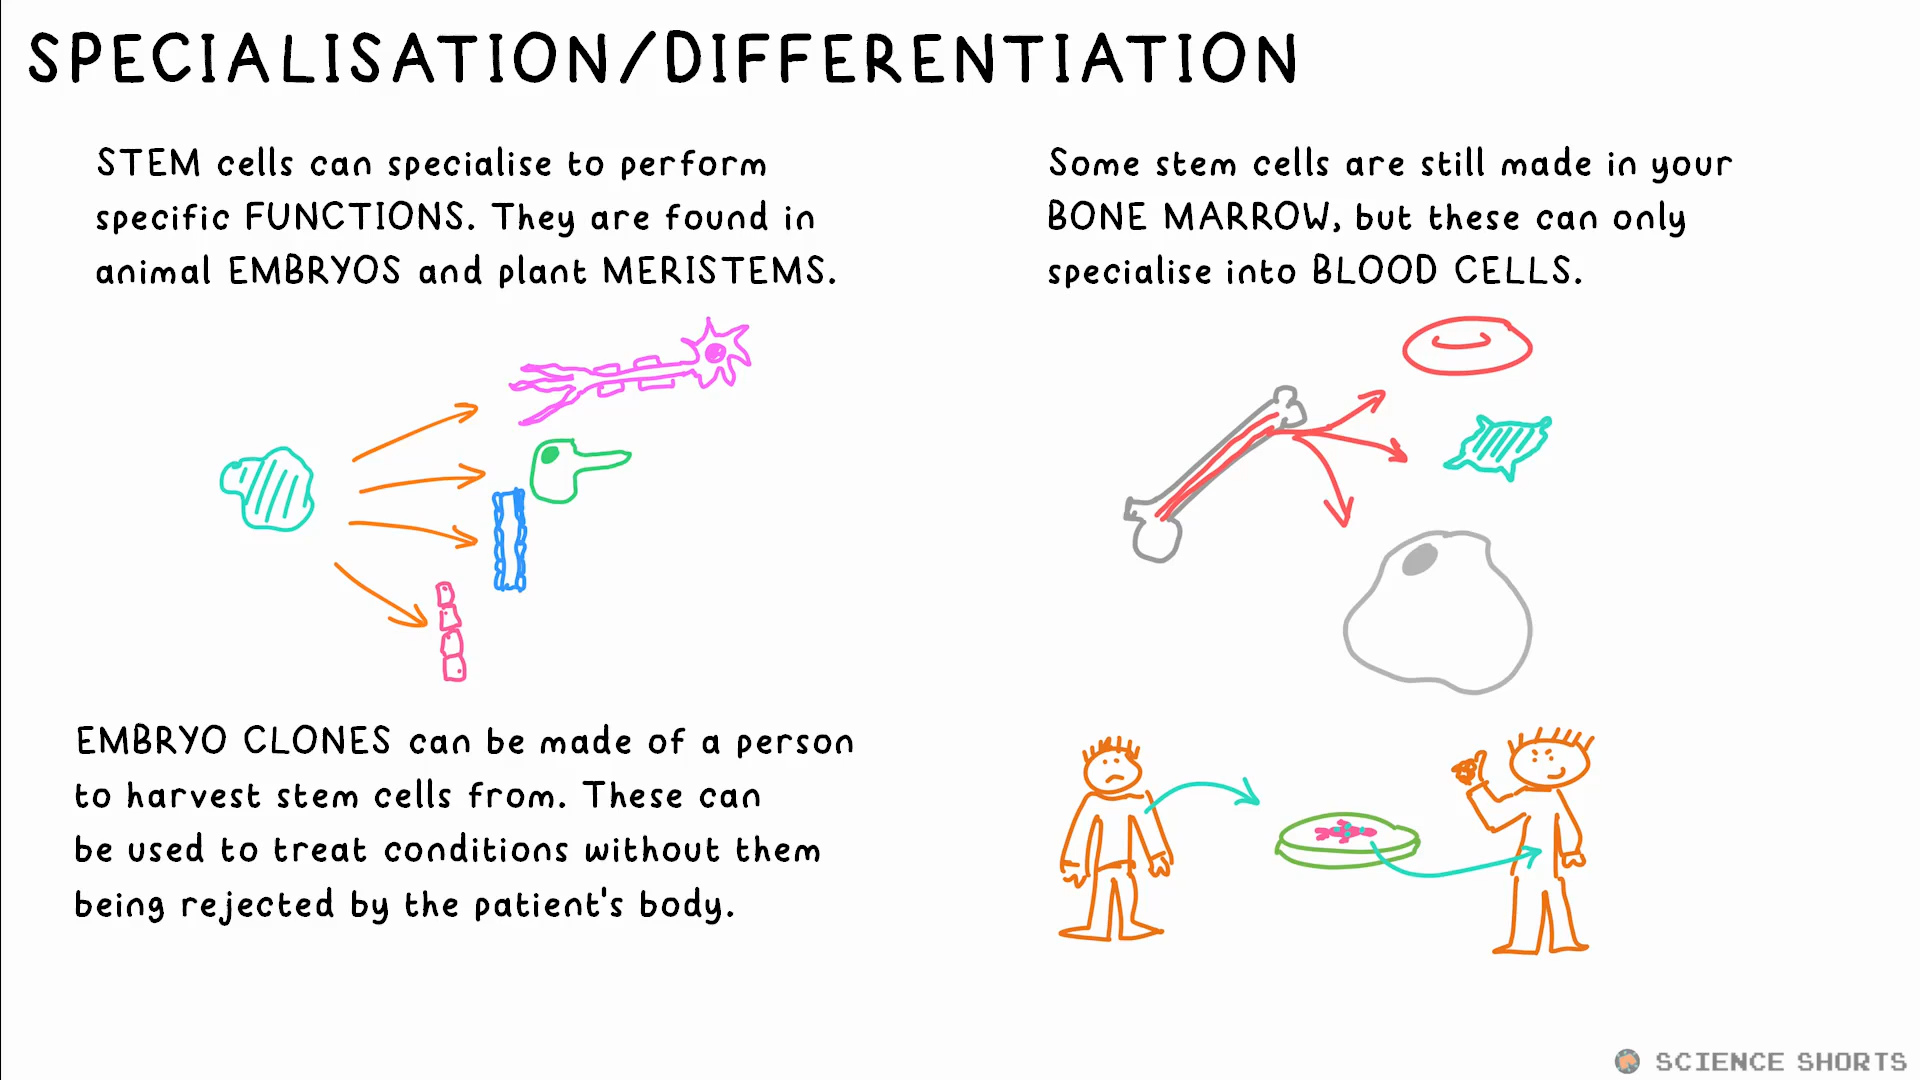 SPECIALISATION/DIFFERENTIATION
STEM cells can specialise to perform
specific FUNCTIONS. They are found in
animal EMBRYOS and plant MERISTEMS.
Some stem cells are still made in your
BONE MARROW, but these can only
specialise into BLOOD CELLS.
EMBRYO CLONES can be made of a person
to harvest stem cells from. These can
be used to treat conditions without them
being rejected by the patient's body.
SCIENCE SHORTS